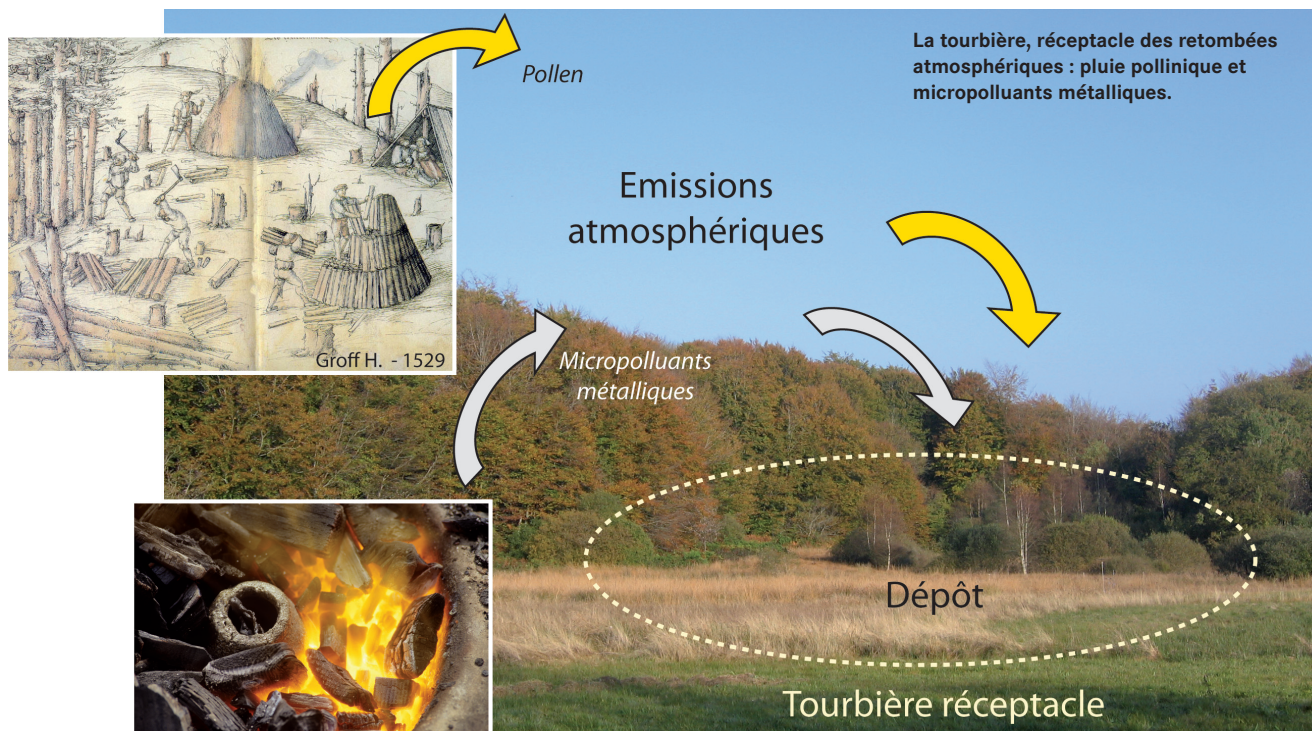 La tourbière, réceptacle des retombées
atmosphériques : pluie pollinique et
micropolluants métalliques.
Pollen
Emissions
atmosphériques
Groff H. - 1529
Micropolluants
métalliques
Dépôt
Tourbière réceptacle